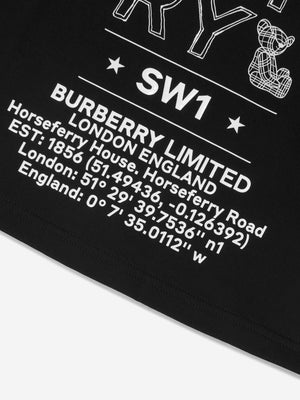 RY
★ SW1 ★
BURBERRY LIMITED
LONDON ENGLAND
Horseferry House, Horseferry Road
EST: 1856 (51.49436, -0.126392)
London: 51° 29' 39.7536'' n1
England: 0° 7' 35.0112'' w